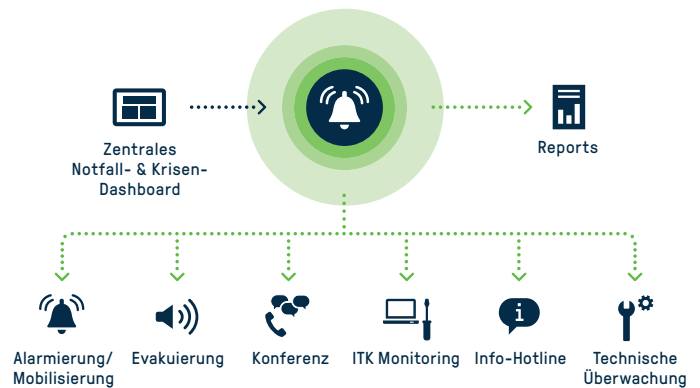 Zentrales
Notfall- & Krisen-
Dashboard
Reports
Alarmierung/
Mobilisierung
Evakuierung
Konferenz
ITK Monitoring
i
Info-Hotline
Technische
Überwachung